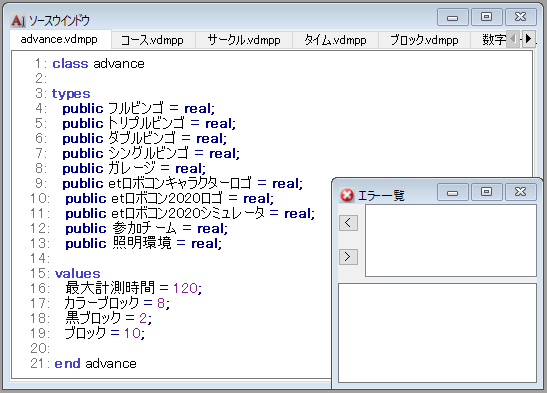 ソースウインドウ
advance.vdmpp コース.vdmpp サークル.vdmpp タイム.vdmpp ブロック.vdmpp 数字
1: class advance
2:
3: types
4: public フルビンゴ = real;
5: public トリプルビンゴ = real;
6: public ダブルビンゴ = real;
7: public シングルビンゴ = real;
8: public ガレージ = real;
9: public etロボコンキャラクターロゴ = real;
10: public etロボコン2020ロゴ = real;
11: public etロボコン2020シミュレータ = real;
12: public 参加チーム = real;
13: public 照明環境 = real;
14:
15: values
16: 最大計測時間 = 120;
17: カラーブロック = 8;
18: 黒ブロック = 2;
19: ブロック = 10;
20:
21: end advance
エラー一覧
<
>